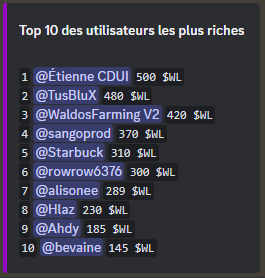 Top 10 des utilisateurs les plus riches
1 @Étienne CDUI 500 $WL
2 @TusBluX 480 $WL
3 @WaldosFarming V2 420 $WL
4 @sangoprod 370 $WL
5 @Starbuck 310 $WL
6 @rowrow6376 300 $WL
7 @alisonee 289 $WL
8 @Hlaz 230 $WL
9 @Ahdy 185 $WL
10 @bevaine 145 $WL